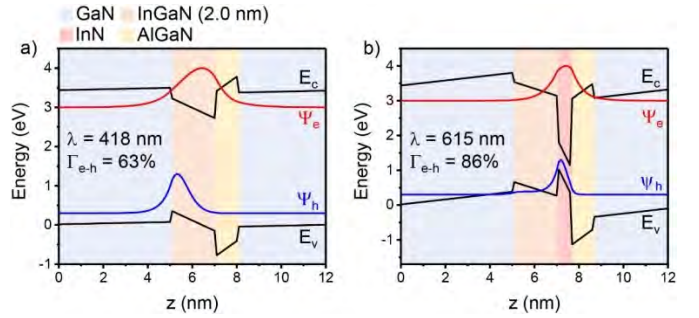 GaN InGaN (2.0 nm)
InN AlGaN
a)
Energy (eV)
4
3
2
1
0
-1
E_c
Ψ_e
λ = 418 nm
Γ_e-h = 63%
Ψ_h
E_v
0 2 4 6 8 10 12
z (nm)
b)
Energy (eV)
4
3
2
1
0
-1
E_c
Ψ_e
λ = 615 nm
Γ_e-h = 86%
Ψ_h
E_v
0 2 4 6 8 10 12
z (nm)